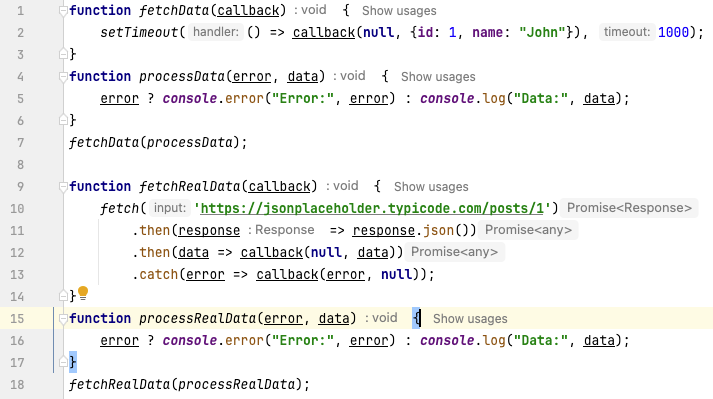 1 function fetchData(callback) : void { Show usages
2 setTimeout( handler: () => callback(null, {id: 1, name: "John"}), timeout: 1000);
3 }
4 function processData(error, data) : void { Show usages
5 error ? console.error("Error:", error) : console.log("Data:", data);
6 }
7 fetchData(processData);
8
9 function fetchRealData(callback) : void { Show usages
10 fetch( input: 'https://jsonplaceholder.typicode.com/posts/1') Promise<Response>
11 .then(response : Response => response.json()) Promise<any>
12 .then(data => callback(null, data)) Promise<any>
13 .catch(error => callback(error, null));
14 }
15 function processRealData(error, data) : void { Show usages
16 error ? console.error("Error:", error) : console.log("Data:", data);
17 }
18 fetchRealData(processRealData);